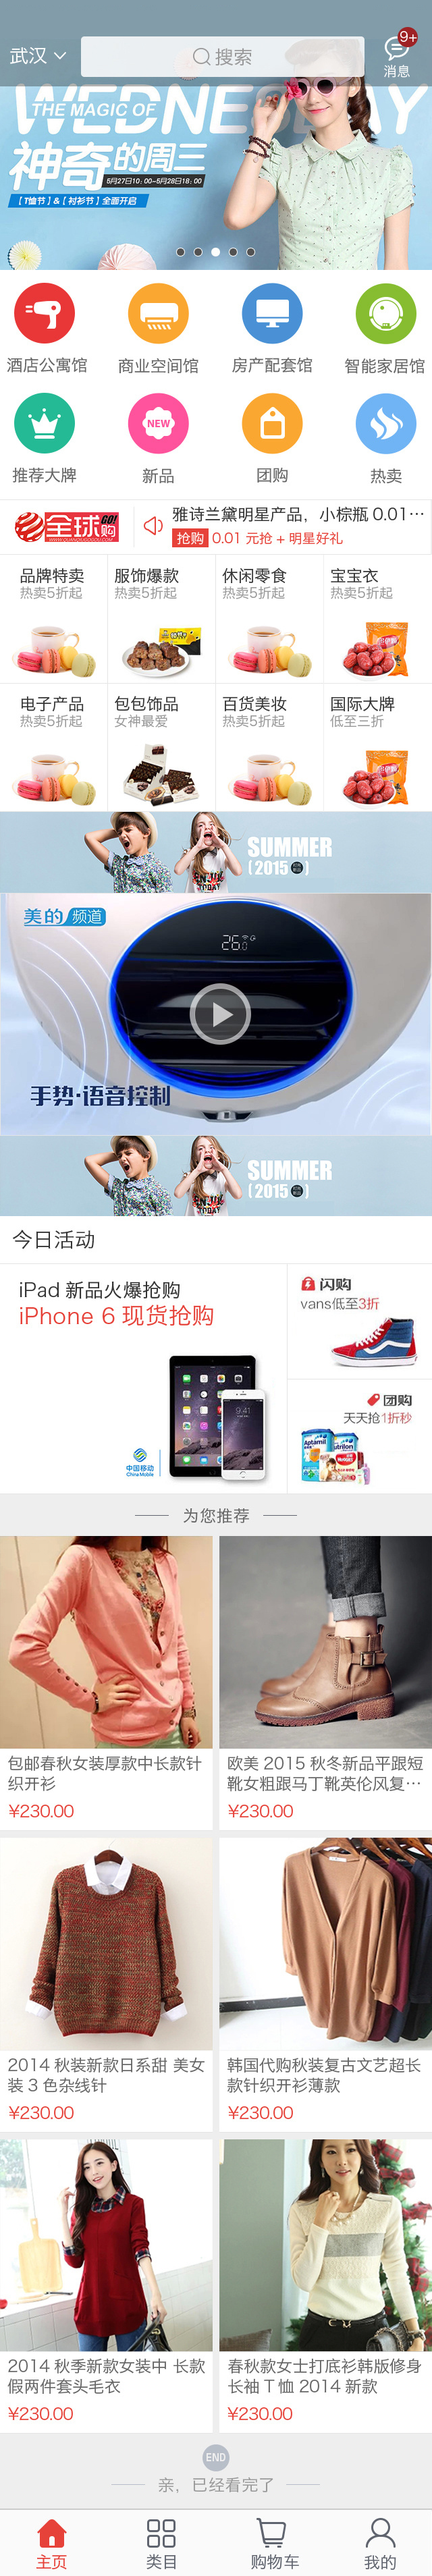 武汉
搜索
9+
消息
WEDNESDAY
THE MAGIC OF
神奇的周三
5月27日10:00-5月28日18:00
【T恤节】&【衬衫节】全面开启
酒店公寓馆
商业空间馆
房产配套馆
智能家居馆
NEW
推荐大牌
新品
团购
热卖
全球GO!购
雅诗兰黛明星产品，小棕瓶 0.01…
抢购 0.01 元抢 + 明星好礼
品牌特卖
热卖5折起
服饰爆款
热卖5折起
休闲零食
热卖5折起
宝宝衣
热卖5折起
电子产品
热卖5折起
包包饰品
女神最爱
百货美妆
热卖5折起
国际大牌
低至三折
SUMMER
(2015)
ENJOY
TODAY
美的 频道
26.0
手势·语音控制
SUMMER
(2015)
ENJOY
TODAY
今日活动
iPad 新品火爆抢购
iPhone 6 现货抢购
9:41
中国移动
China Mobile
闪购
vans低至3折
团购
天天抢1折秒
Aptamil
Nutrilon
为您推荐
包邮春秋女装厚款中长款针
织开衫
¥230.00
欧美 2015 秋冬新品平跟短
靴女粗跟马丁靴英伦风复…
¥230.00
2014 秋装新款日系甜 美女
装 3 色杂线针
¥230.00
韩国代购秋装复古文艺超长
款针织开衫薄款
¥230.00
2014 秋季新款女装中 长款
假两件套头毛衣
¥230.00
春秋款女士打底衫韩版修身
长袖 T 恤 2014 新款
¥230.00
END
亲，已经看完了
主页
类目
购物车
我的